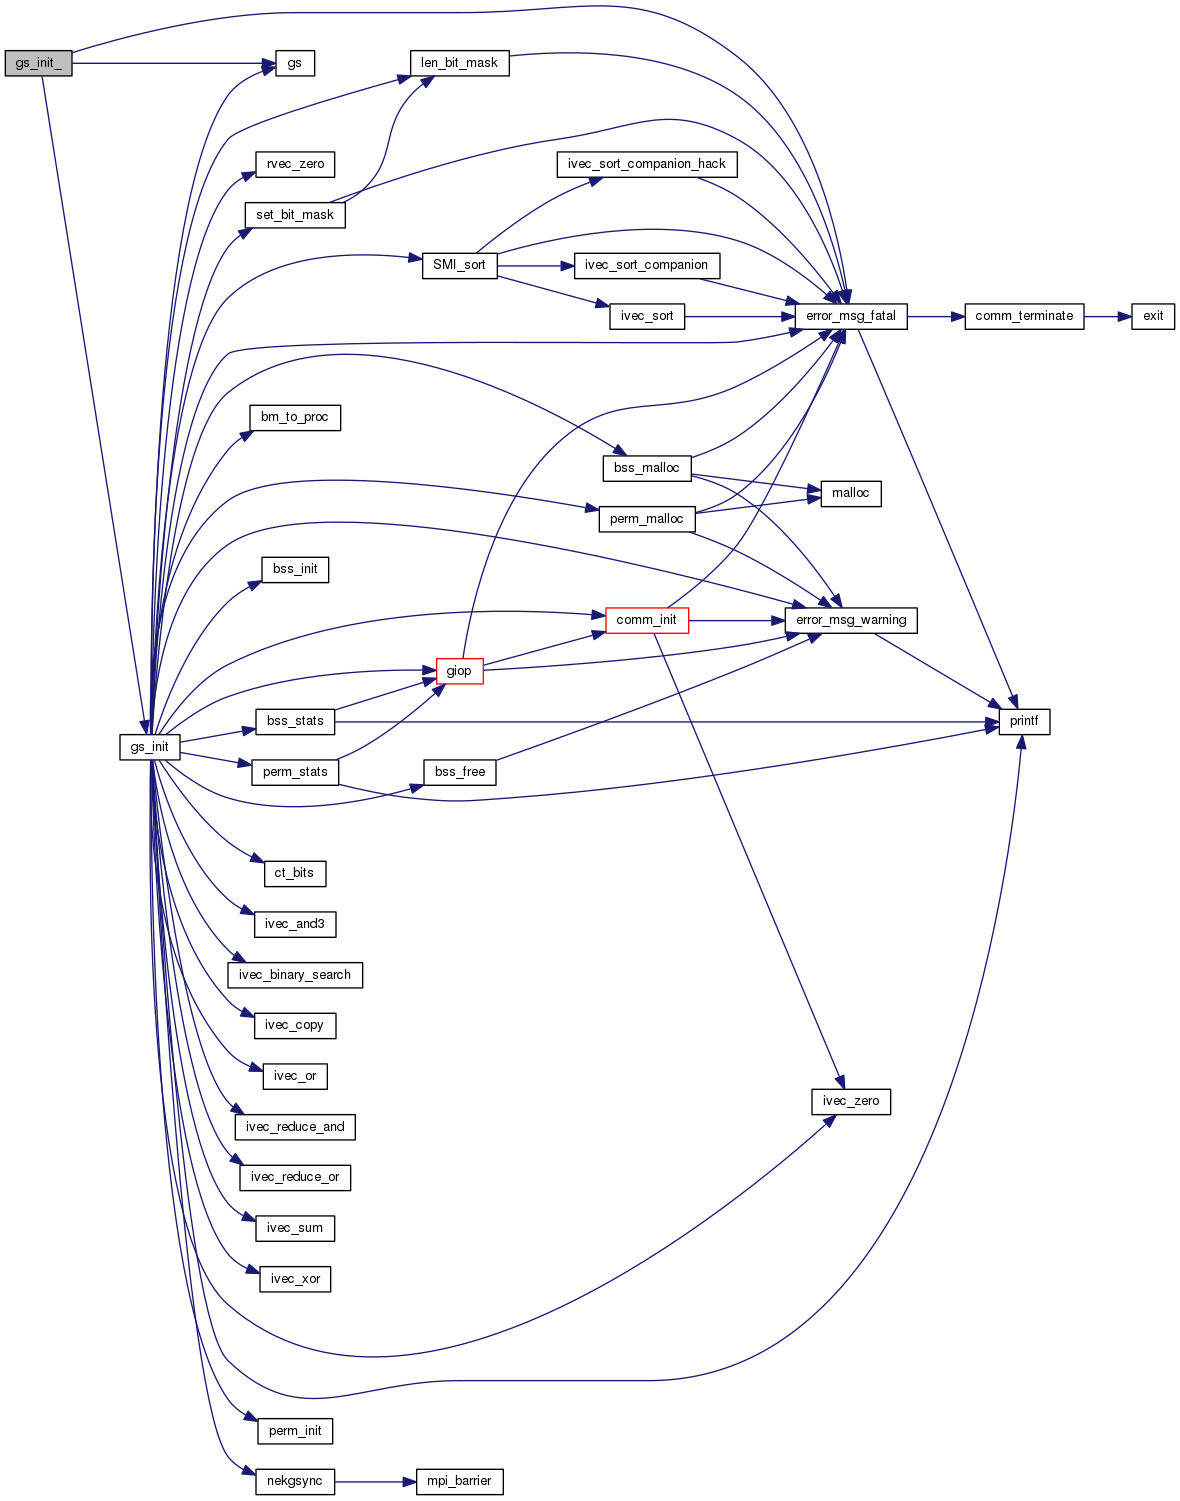 gs_init_
gs
len_bit_mask
rvec_zero
ivec_sort_companion_hack
set_bit_mask
SMI_sort
ivec_sort_companion
ivec_sort
error_msg_fatal
comm_terminate
exit
bm_to_proc
bss_malloc
malloc
perm_malloc
bss_init
comm_init
error_msg_warning
giop
bss_stats
printf
gs_init
perm_stats
bss_free
ct_bits
ivec_and3
ivec_binary_search
ivec_copy
ivec_or
ivec_zero
ivec_reduce_and
ivec_reduce_or
ivec_sum
ivec_xor
perm_init
nekgsync
mpi_barrier